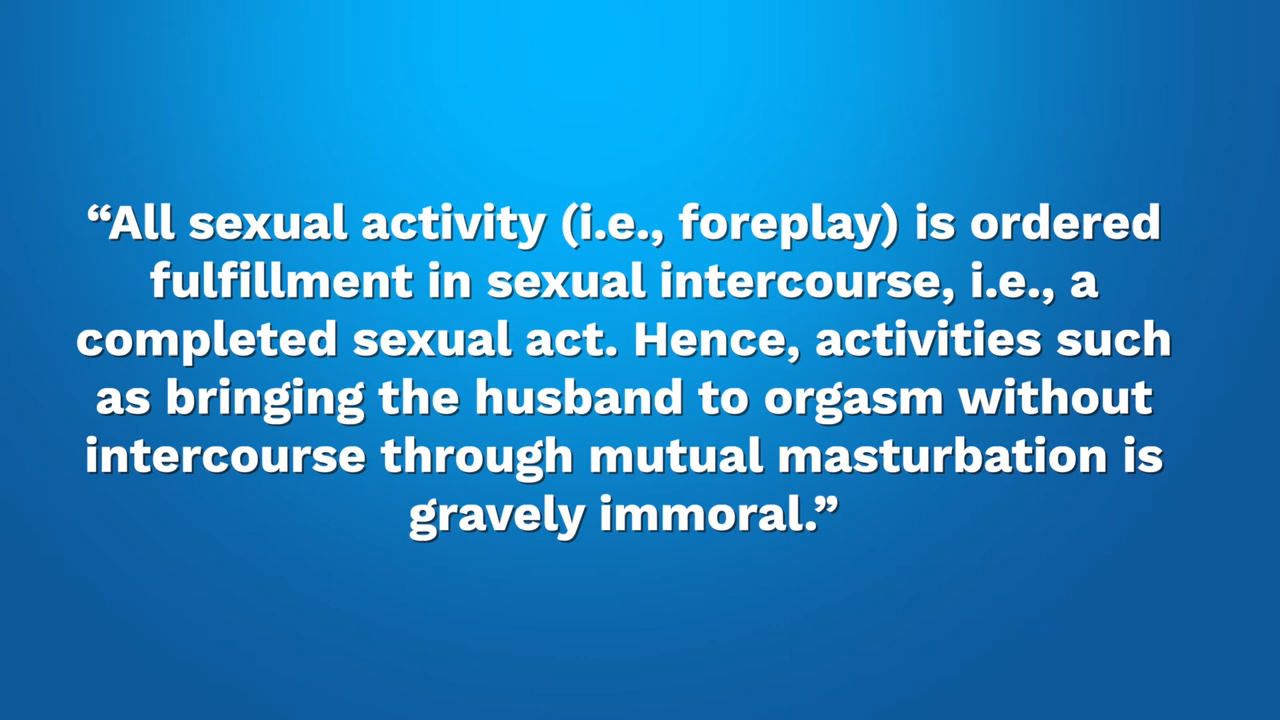 “All sexual activity (i.e., foreplay) is ordered
fulfillment in sexual intercourse, i.e., a
completed sexual act. Hence, activities such
as bringing the husband to orgasm without
intercourse through mutual masturbation is
gravely immoral.”